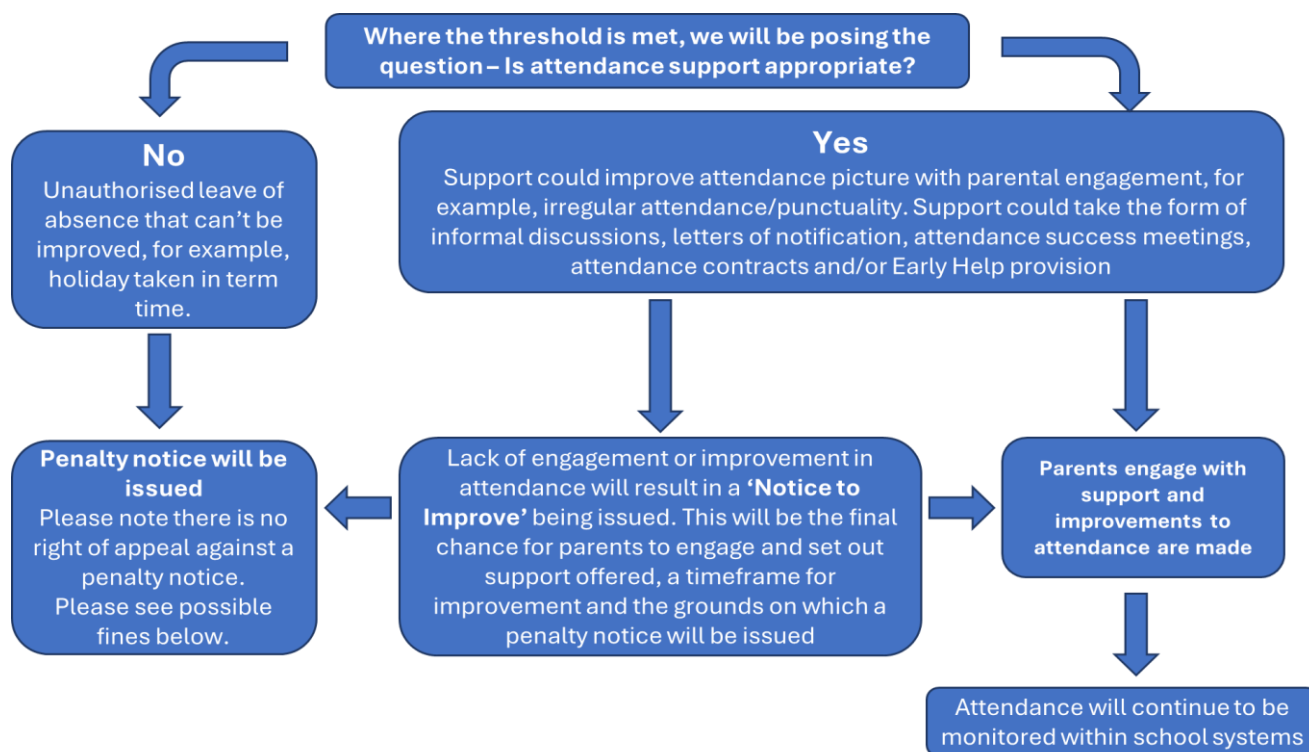 Where the threshold is met, we will be posing the
question – Is attendance support appropriate?
No
Unauthorised leave of
absence that can’t be
improved, for example,
holiday taken in term
time.
Yes
Support could improve attendance picture with parental engagement, for
example, irregular attendance/punctuality. Support could take the form of
informal discussions, letters of notification, attendance success meetings,
attendance contracts and/or Early Help provision
Penalty notice will be
issued
Please note there is no
right of appeal against a
penalty notice.
Please see possible
fines below.
Lack of engagement or improvement in
attendance will result in a ‘Notice to
Improve’ being issued. This will be the final
chance for parents to engage and set out
support offered, a timeframe for
improvement and the grounds on which a
penalty notice will be issued
Parents engage with
support and
improvements to
attendance are made
Attendance will continue to be
monitored within school systems